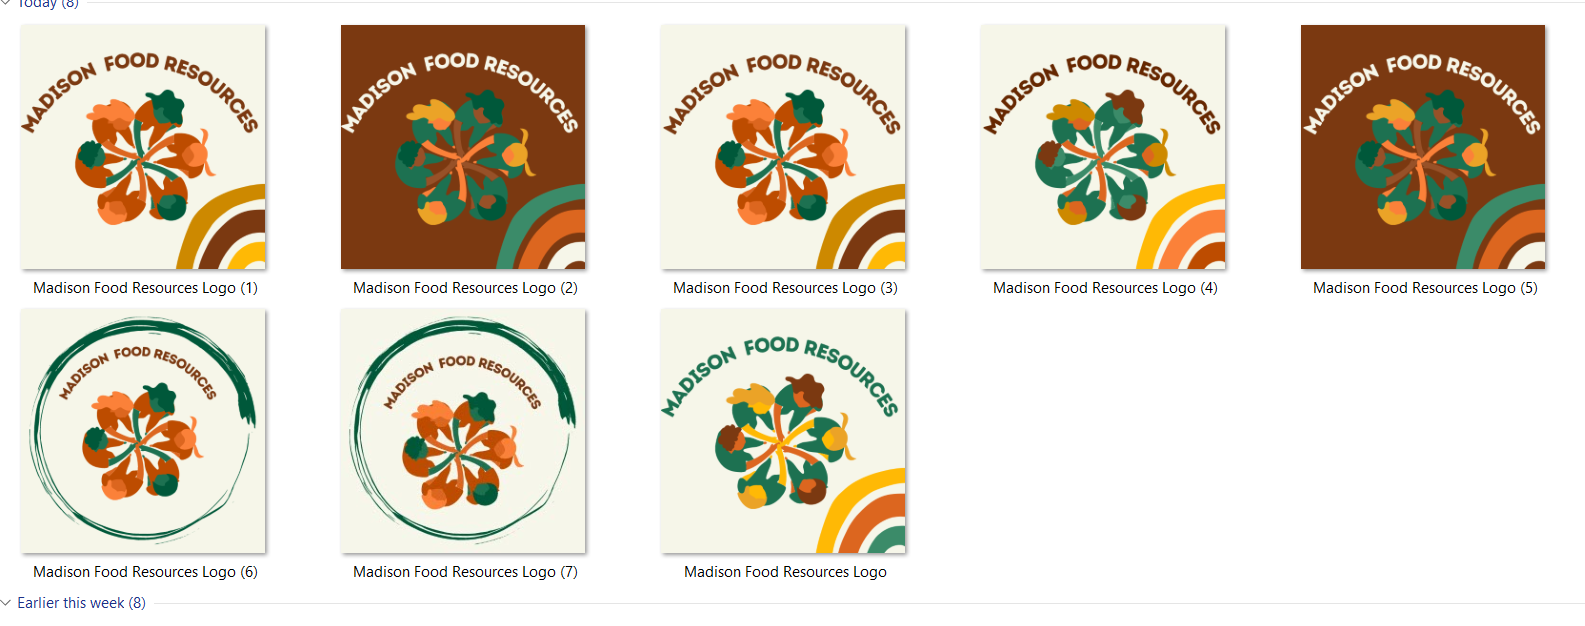 Today (8)
MADISON FOOD RESOURCES
MADISON FOOD RESOURCES
MADISON FOOD RESOURCES
MADISON FOOD RESOURCES
MADISON FOOD RESOURCES
Madison Food Resources Logo (1)
Madison Food Resources Logo (2)
Madison Food Resources Logo (3)
Madison Food Resources Logo (4)
Madison Food Resources Logo (5)
MADISON FOOD RESOURCES
MADISON FOOD RESOURCES
MADISON FOOD RESOURCES
Madison Food Resources Logo (6)
Madison Food Resources Logo (7)
Madison Food Resources Logo
Earlier this week (8)